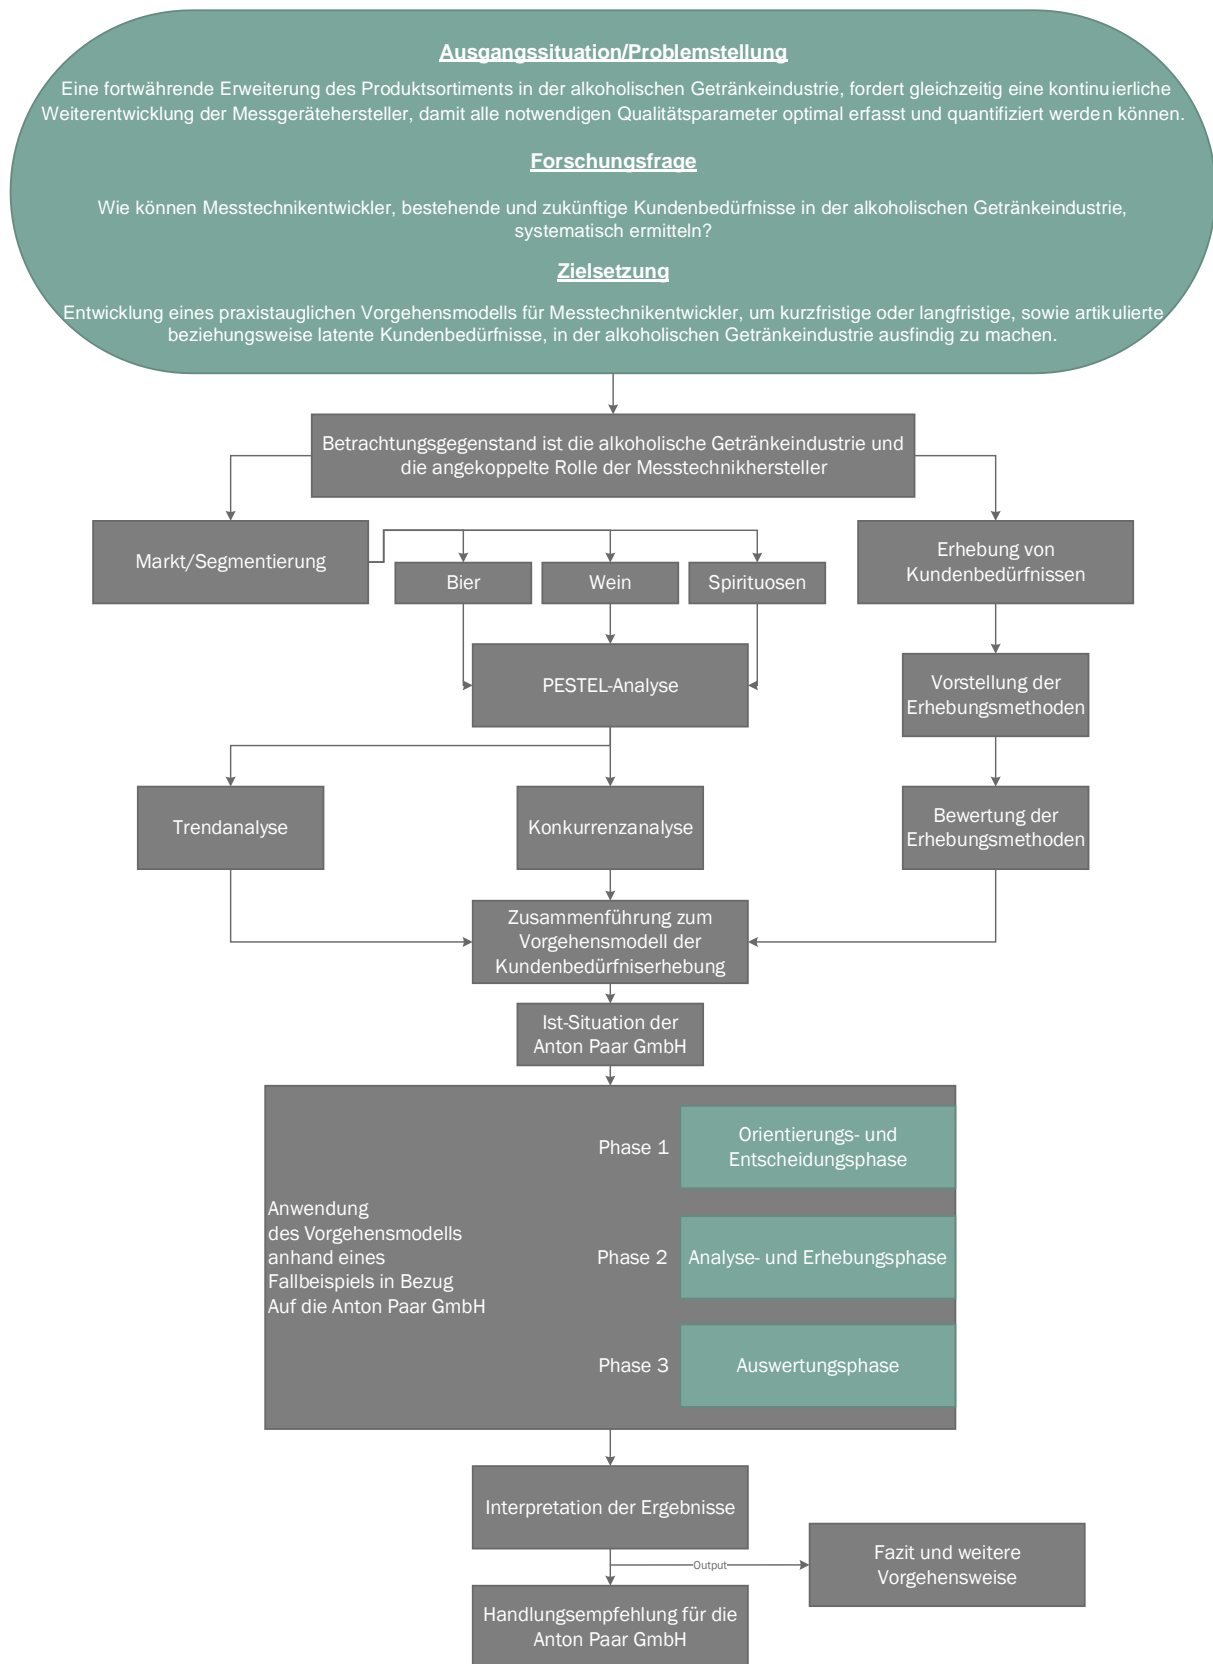 Ausgangssituation/Problemstellung
Eine fortwährende Erweiterung des Produktsortiments in der alkoholischen Getränkeindustrie, fordert gleichzeitig eine kontinuierliche
Weiterentwicklung der Messgerätehersteller, damit alle notwendigen Qualitätsparameter optimal erfasst und quantifiziert werden können.
Forschungsfrage
Wie können Messtechnikentwickler, bestehende und zukünftige Kundenbedürfnisse in der alkoholischen Getränkeindustrie,
systematisch ermitteln?
Zielsetzung
Entwicklung eines praxistauglichen Vorgehensmodells für Messtechnikentwickler, um kurzfristige oder langfristige, sowie artikulierte
beziehungsweise latente Kundenbedürfnisse, in der alkoholischen Getränkeindustrie ausfindig zu machen.
Betrachtungsgegenstand ist die alkoholische Getränkeindustrie und
die angekoppelte Rolle der Messtechnikhersteller
Markt/Segmentierung
Bier
Wein
Spirituosen
Erhebung von
Kundenbedürfnissen
PESTEL-Analyse
Vorstellung der
Erhebungsmethoden
Trendanalyse
Konkurrenzanalyse
Bewertung der
Erhebungsmethoden
Zusammenführung zum
Vorgehensmodell der
Kundenbedürfniserhebung
Ist-Situation der
Anton Paar GmbH
Anwendung
des Vorgehensmodells
anhand eines
Fallbeispiels in Bezug
Auf die Anton Paar GmbH
Phase 1
Orientierungs- und
Entscheidungsphase
Phase 2
Analyse- und Erhebungsphase
Phase 3
Auswertungsphase
Interpretation der Ergebnisse
Output
Fazit und weitere
Vorgehensweise
Handlungsempfehlung für die
Anton Paar GmbH